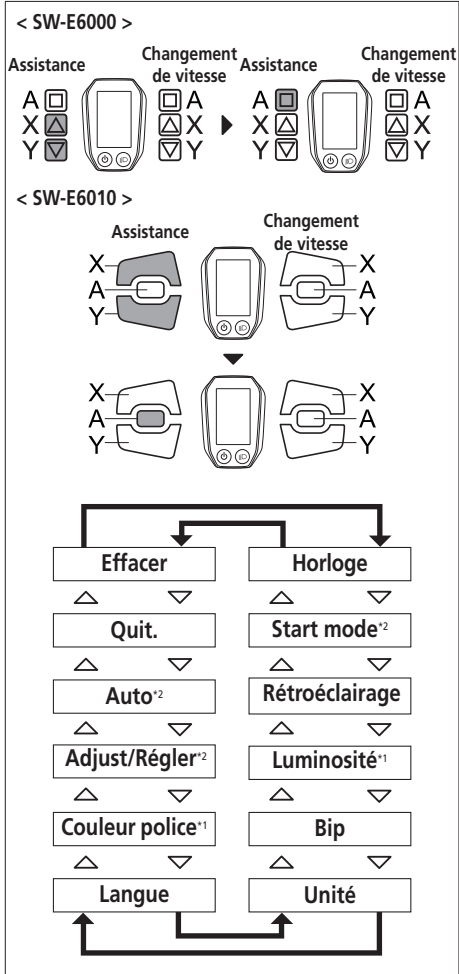 < SW-E6000 >
Assistance
Changement
de vitesse
Assistance
Changement
de vitesse
A A A A
X X X X
Y Y Y Y
< SW-E6010 >
Assistance
Changement
de vitesse
X X
A A
Y Y
X X
A A
Y Y
Effacer Horloge
Quit. Start mode*2
Auto*2 Rétroéclairage
Adjust/Régler*2 Luminosité*1
Couleur police*1 Bip
Langue Unité